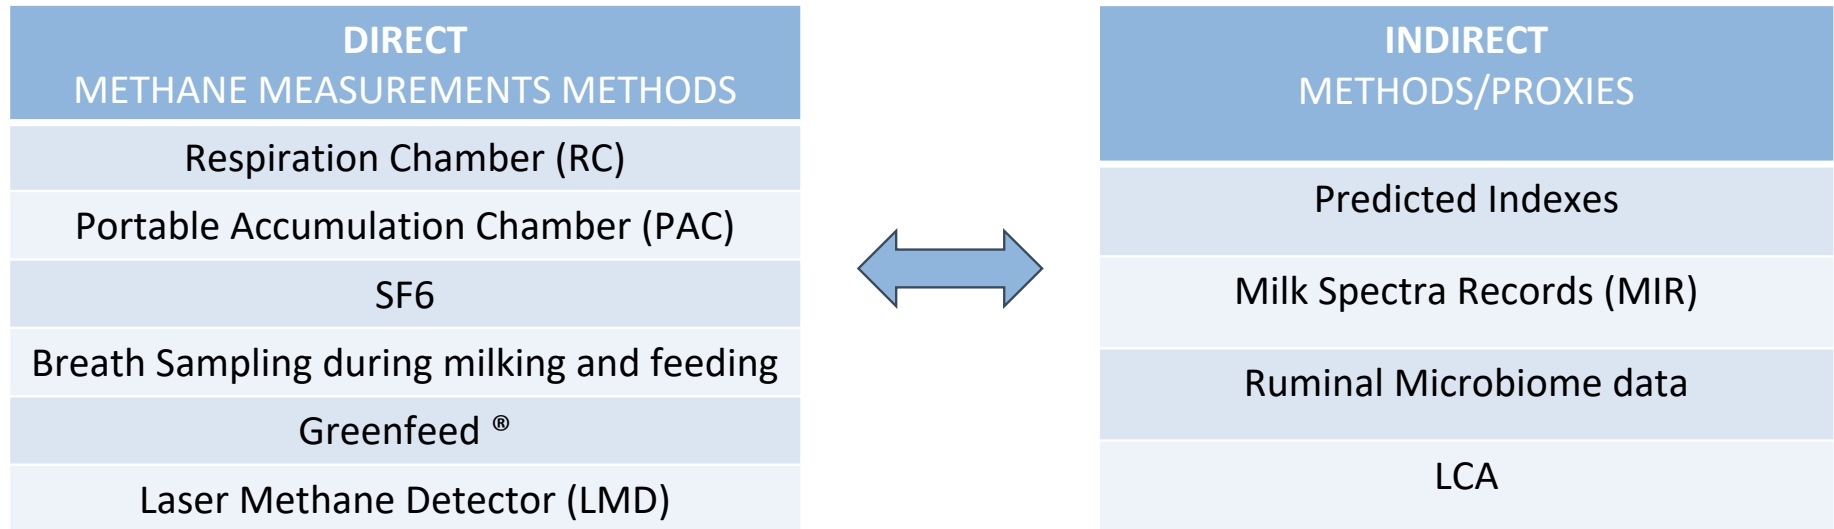 DIRECT
METHANE MEASUREMENTS METHODS
Respiration Chamber (RC)
Portable Accumulation Chamber (PAC)
SF6
Breath Sampling during milking and feeding
Greenfeed ®
Laser Methane Detector (LMD)
INDIRECT
METHODS/PROXIES
Predicted Indexes
Milk Spectra Records (MIR)
Ruminal Microbiome data
LCA